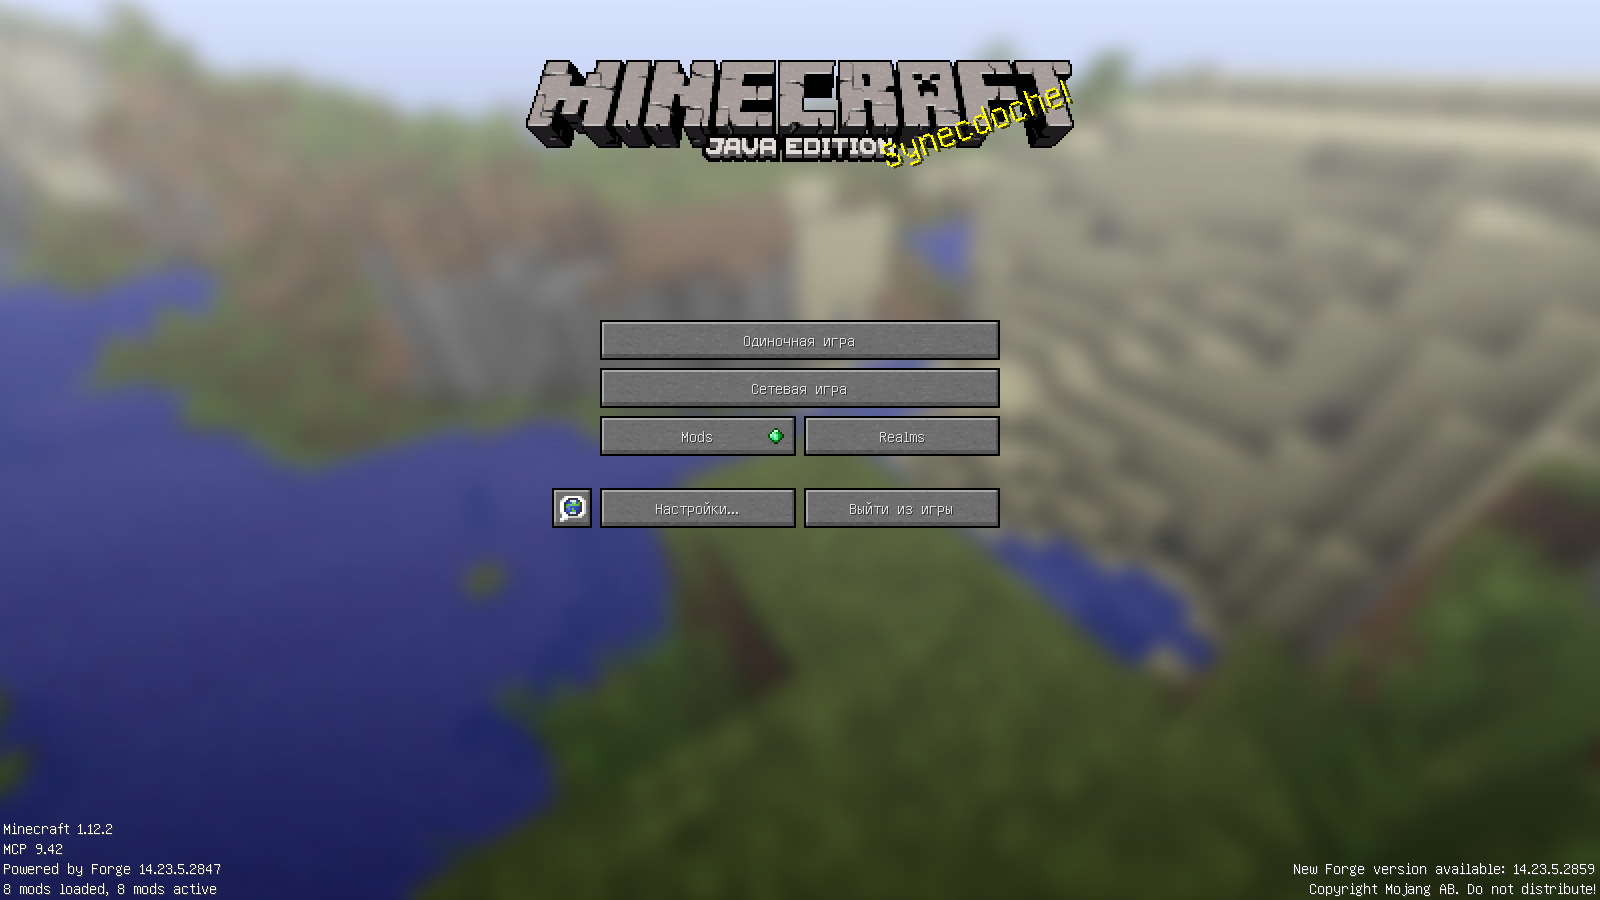 MINECRAFT
JAVA EDITION
Synecdoche!
Одиночная игра
Сетевая игра
Mods
Realms
Настройки...
Выйти из игры
Minecraft 1.12.2
MCP 9.42
Powered by Forge 14.23.5.2847
8 mods loaded, 8 mods active
New Forge version available: 14.23.5.2859
Copyright Mojang AB. Do not distribute!